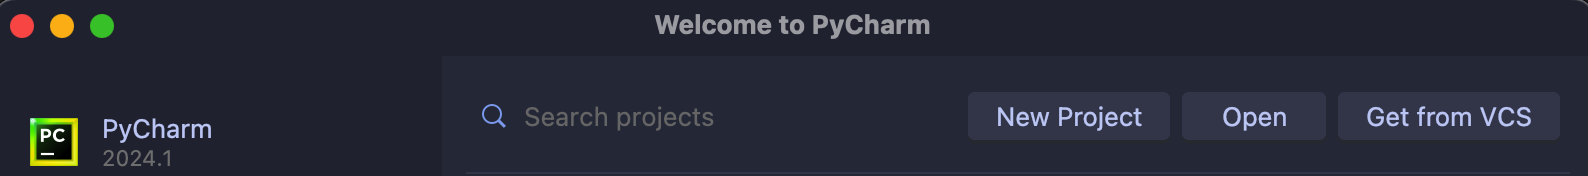 Welcome to PyCharm
PC
PyCharm
2024.1
Search projects
New Project
Open
Get from VCS